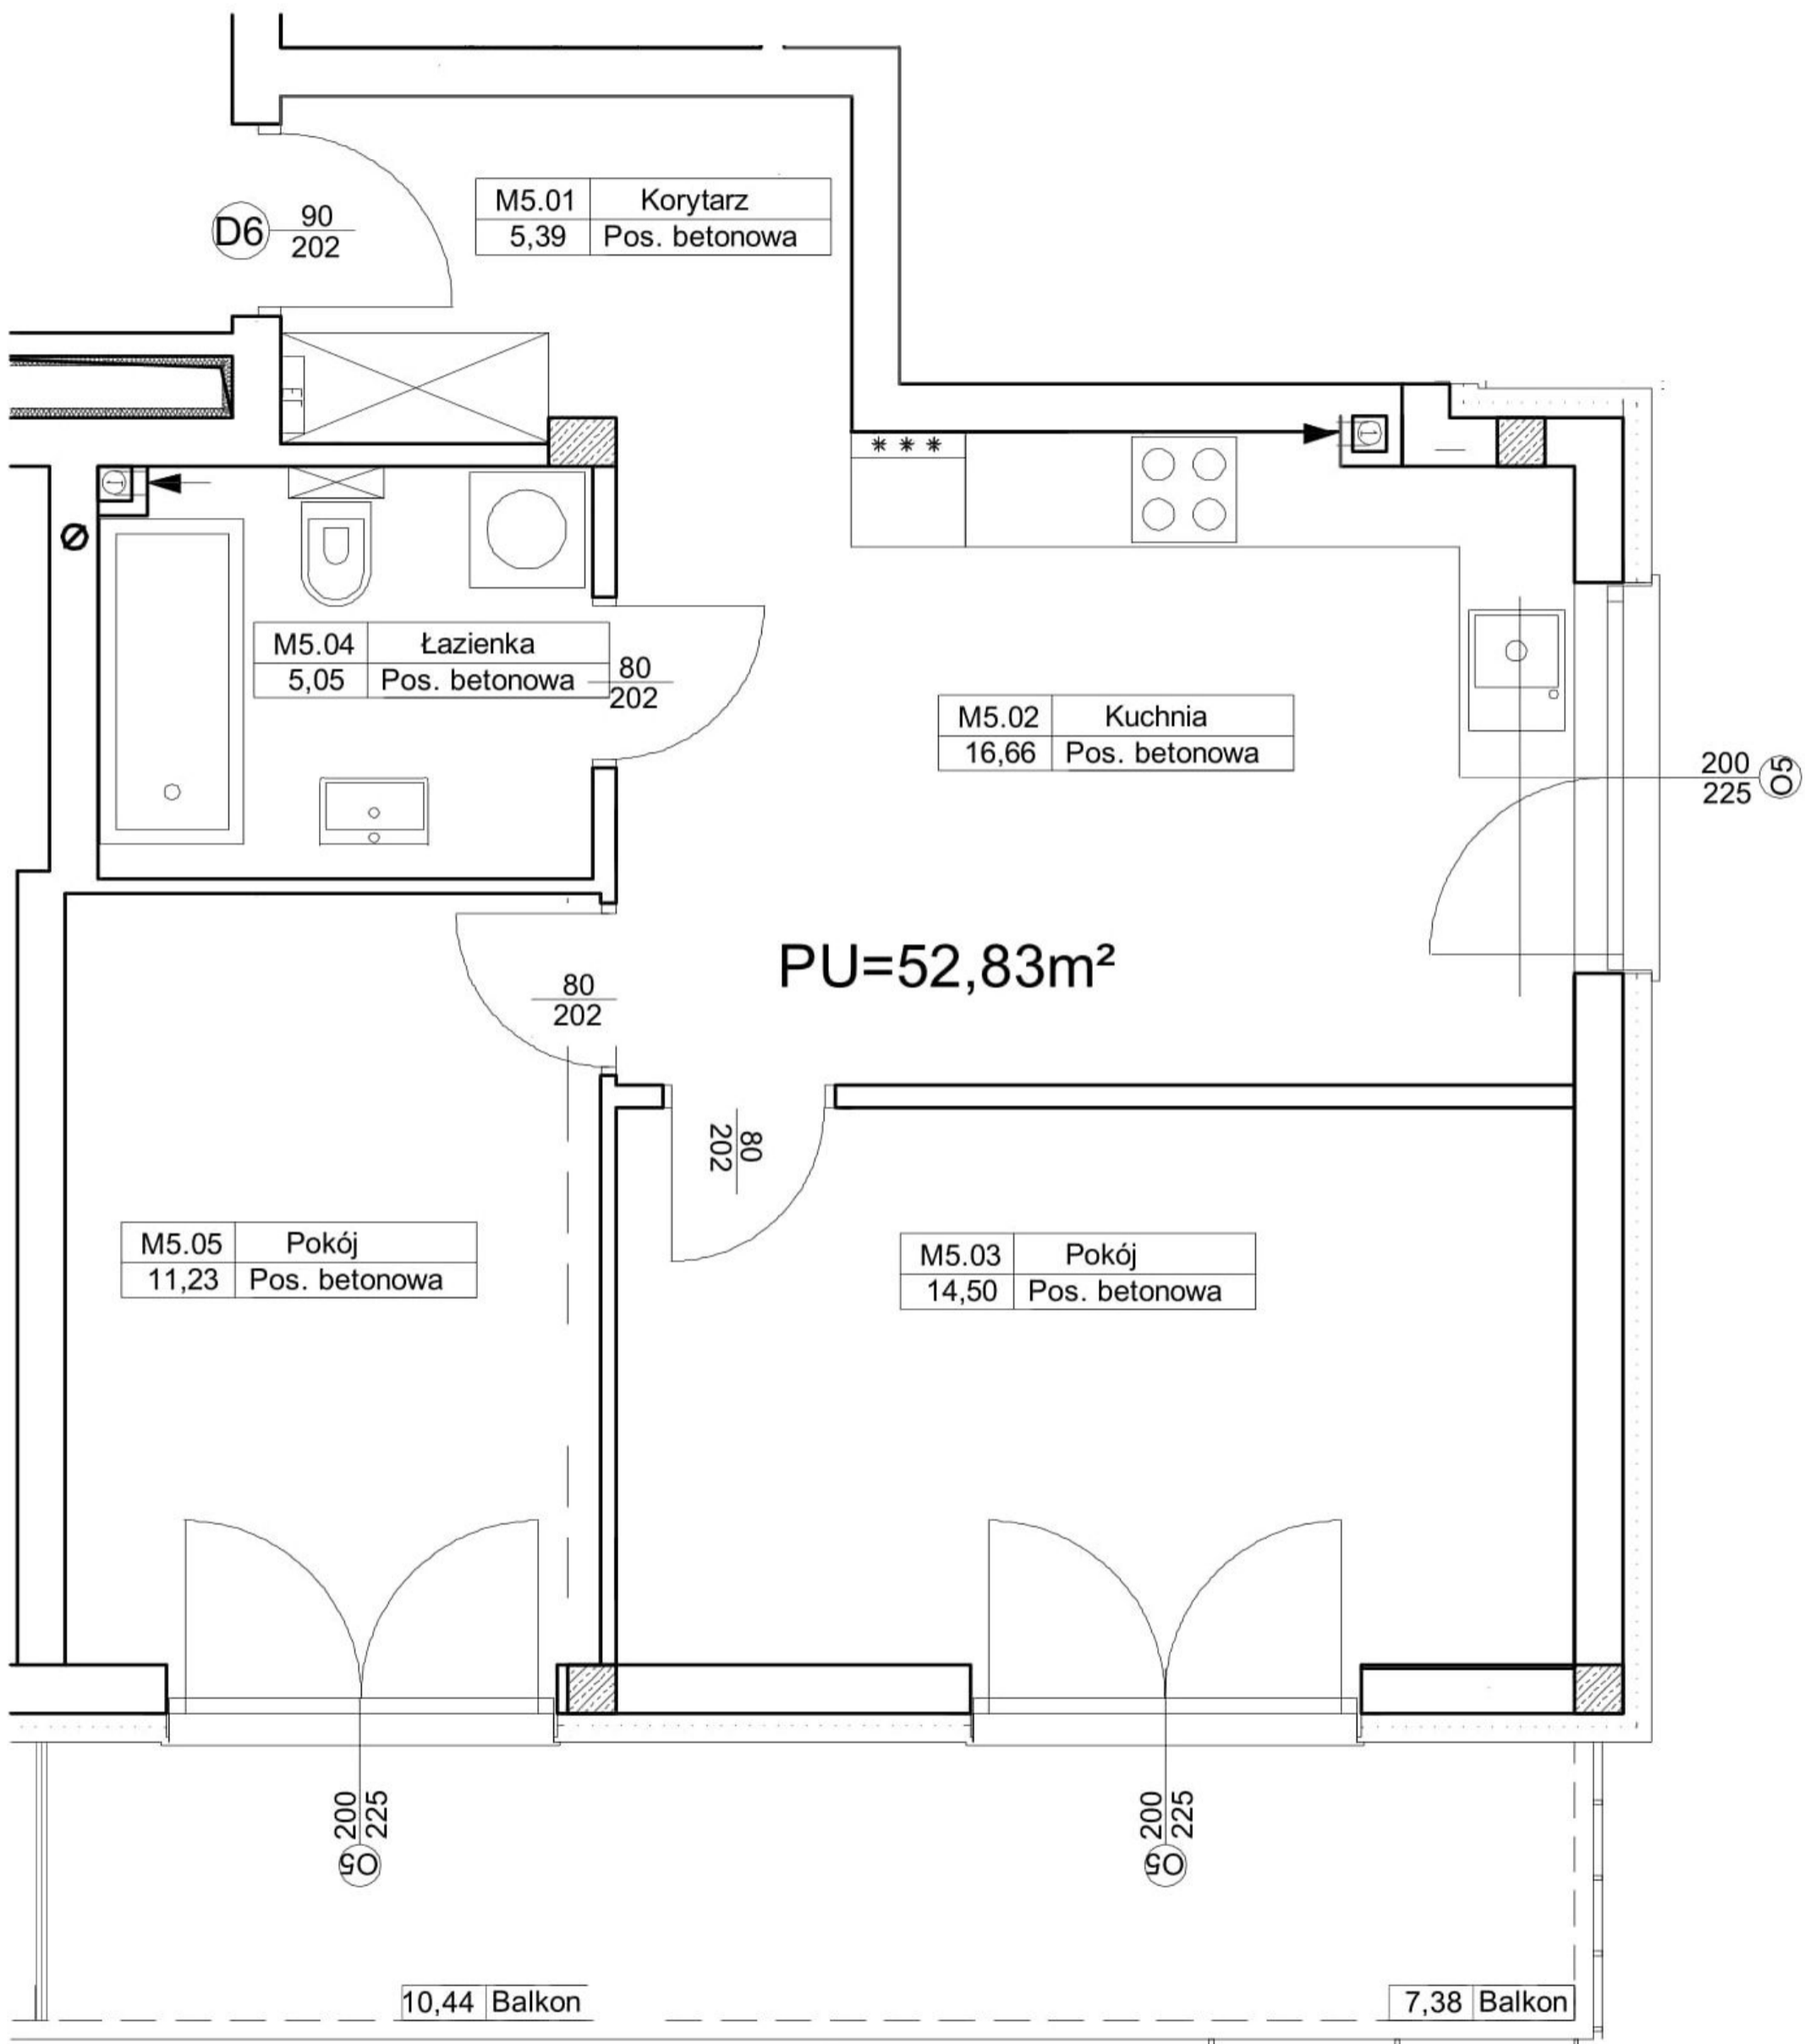 M5.01 Korytarz
5,39 Pos. betonowa
D6 90
202
M5.04 Łazienka
5,05 Pos. betonowa
80
202
M5.02 Kuchnia
16,66 Pos. betonowa
200
225
O5
PU=52,83m²
80
202
80
202
M5.05 Pokój
11,23 Pos. betonowa
M5.03 Pokój
14,50 Pos. betonowa
200
225
O5
200
225
O5
10,44 Balkon
7,38 Balkon